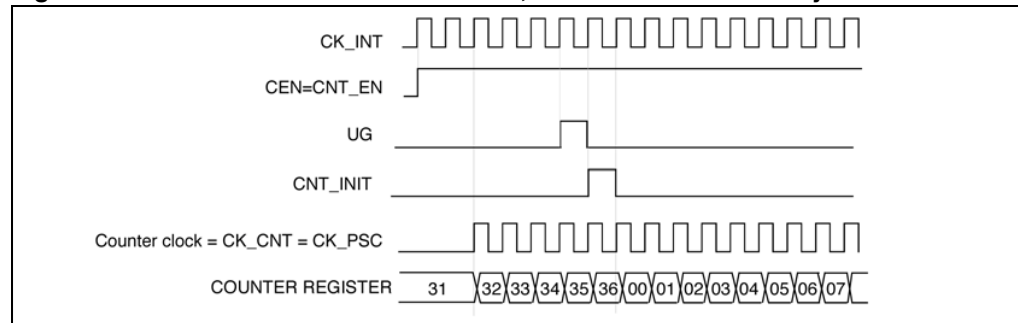 CK_INT
CEN=CNT_EN
UG
CNT_INIT
Counter clock = CK_CNT = CK_PSC
COUNTER REGISTER 31 32 33 34 35 36 00 01 02 03 04 05 06 07